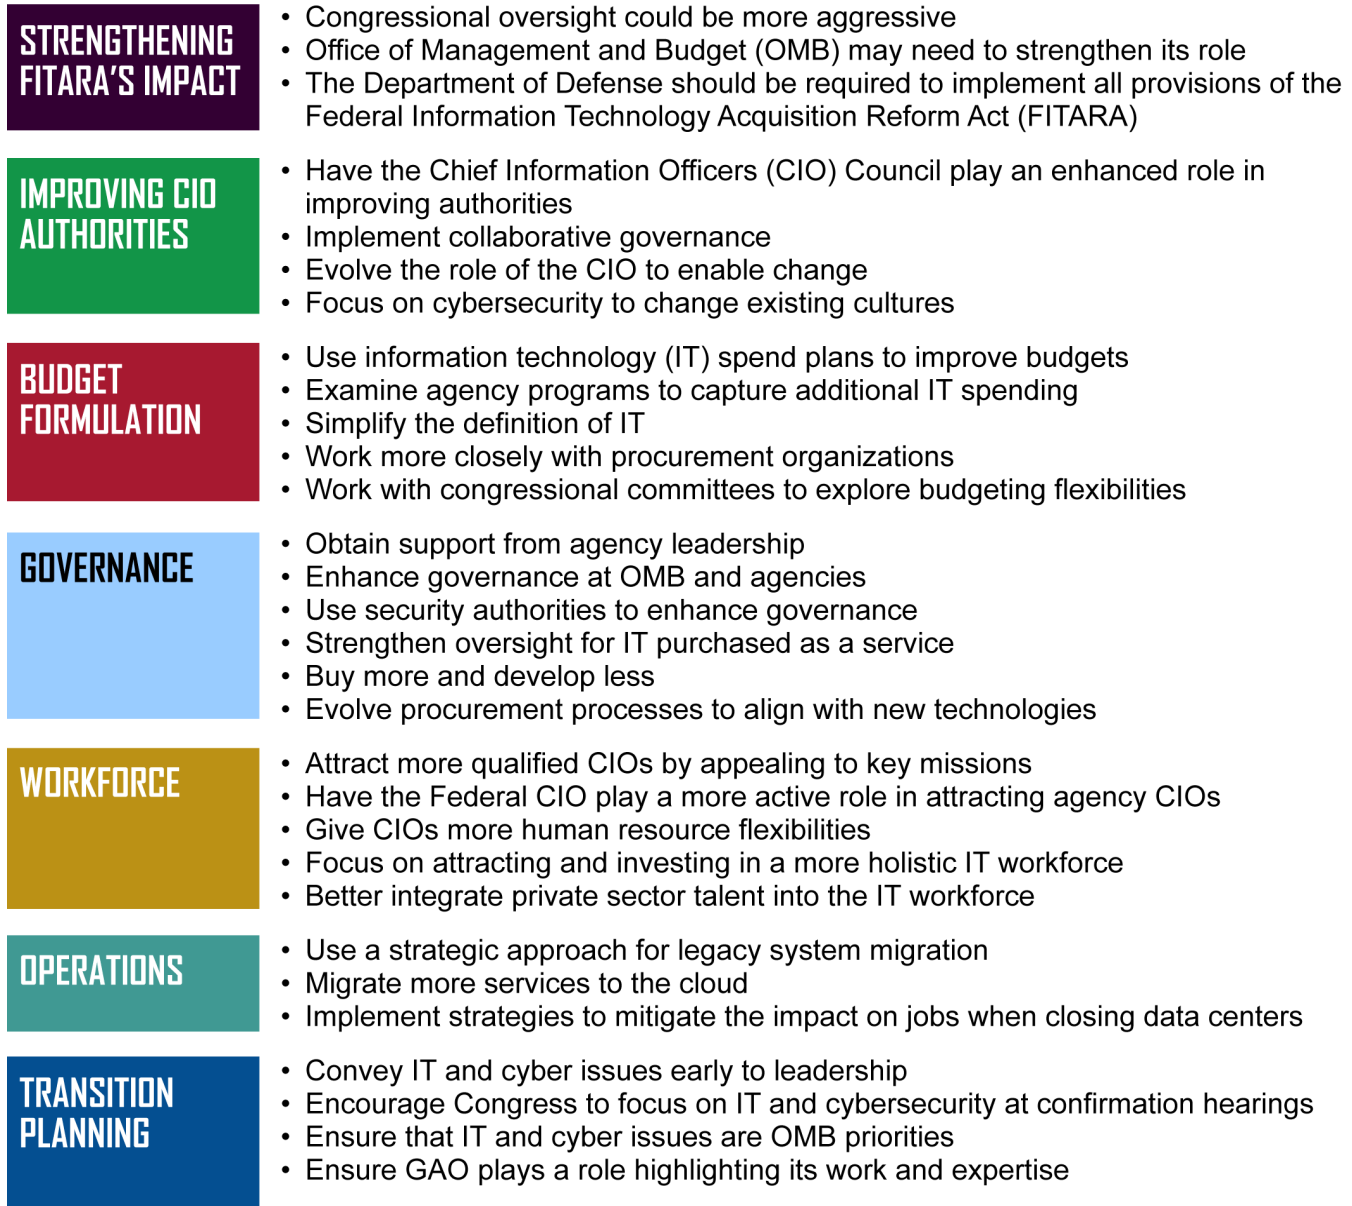 STRENGTHENING
FITARA'S IMPACT
• Congressional oversight could be more aggressive
• Office of Management and Budget (OMB) may need to strengthen its role
• The Department of Defense should be required to implement all provisions of the
Federal Information Technology Acquisition Reform Act (FITARA)
IMPROVING CIO
AUTHORITIES
• Have the Chief Information Officers (CIO) Council play an enhanced role in
improving authorities
• Implement collaborative governance
• Evolve the role of the CIO to enable change
• Focus on cybersecurity to change existing cultures
BUDGET
FORMULATION
• Use information technology (IT) spend plans to improve budgets
• Examine agency programs to capture additional IT spending
• Simplify the definition of IT
• Work more closely with procurement organizations
• Work with congressional committees to explore budgeting flexibilities
GOVERNANCE
• Obtain support from agency leadership
• Enhance governance at OMB and agencies
• Use security authorities to enhance governance
• Strengthen oversight for IT purchased as a service
• Buy more and develop less
• Evolve procurement processes to align with new technologies
WORKFORCE
• Attract more qualified CIOs by appealing to key missions
• Have the Federal CIO play a more active role in attracting agency CIOs
• Give CIOs more human resource flexibilities
• Focus on attracting and investing in a more holistic IT workforce
• Better integrate private sector talent into the IT workforce
OPERATIONS
• Use a strategic approach for legacy system migration
• Migrate more services to the cloud
• Implement strategies to mitigate the impact on jobs when closing data centers
TRANSITION
PLANNING
• Convey IT and cyber issues early to leadership
• Encourage Congress to focus on IT and cybersecurity at confirmation hearings
• Ensure that IT and cyber issues are OMB priorities
• Ensure GAO plays a role highlighting its work and expertise